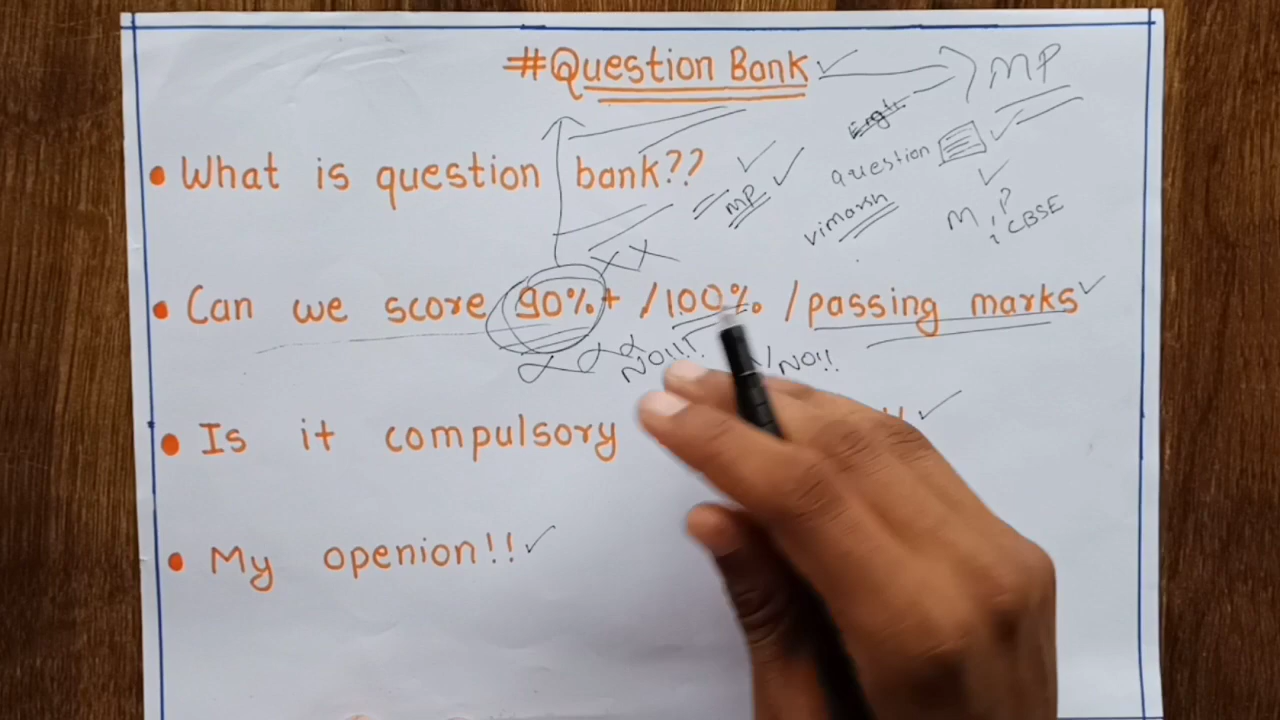 #Question Bank
MP
• What is question bank??
MP
question
vimarsh
M.P
CBSE
• Can we score 90%+ /100% /passing marks
NO!!!
NO!!
• Is it compulsory
• My openion!!